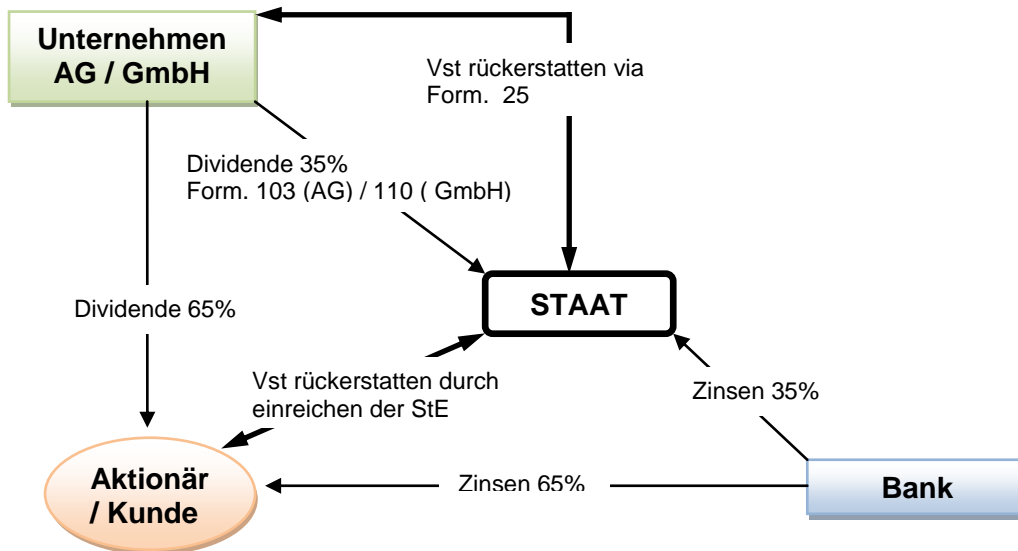 Unternehmen
AG / GmbH
Vst rückerstatten via
Form. 25
Dividende 35%
Form. 103 (AG) / 110 ( GmbH)
STAAT
Dividende 65%
Vst rückerstatten durch
einreichen der StE
Zinsen 35%
Aktionär
/ Kunde
Zinsen 65%
Bank